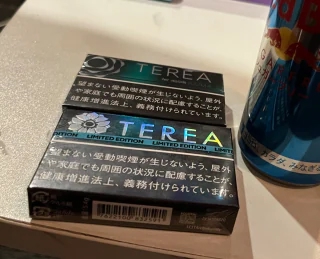 TEREA
望まない受動喫煙が生じないよう、屋外
や家庭でも周囲の状況に配慮することが、
健康増進法上、義務付けられています。
TEREA
EDITION LIMITED EDITION LIMITED
望まない受動喫煙が生じないよう、屋外
や家庭でも周囲の状況に配慮することが、
健康増進法上、義務付けられています。